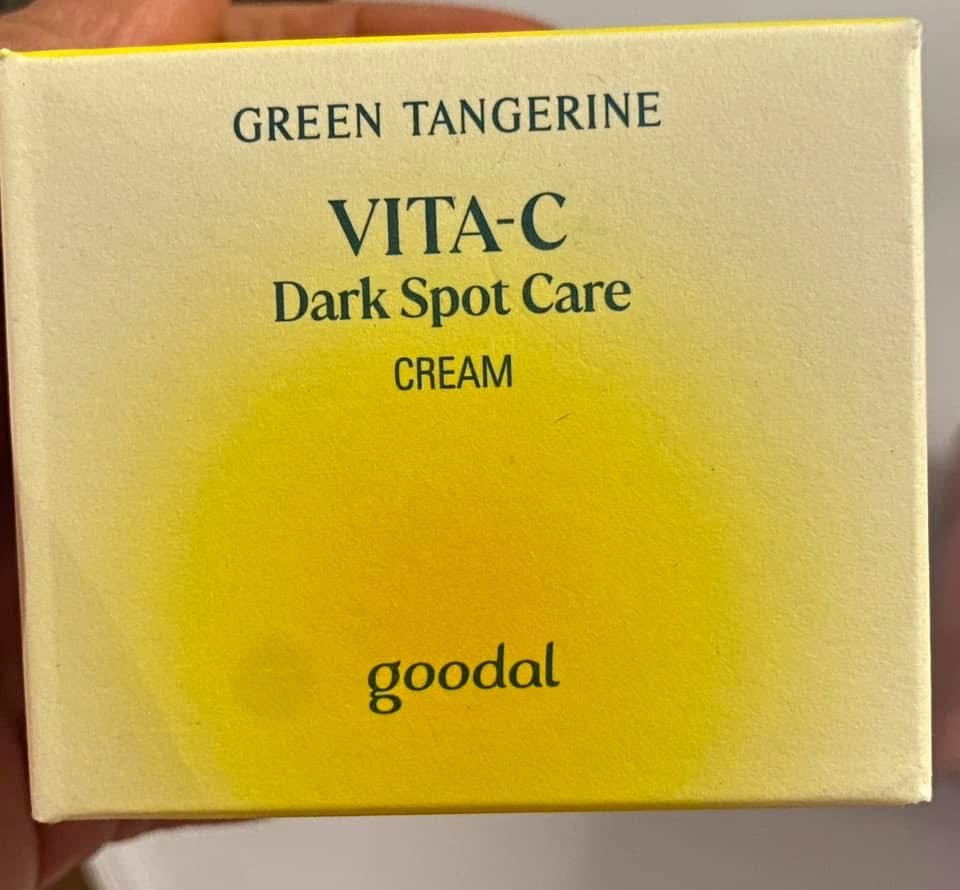 GREEN TANGERINE
VITA-C
Dark Spot Care
CREAM
goodal